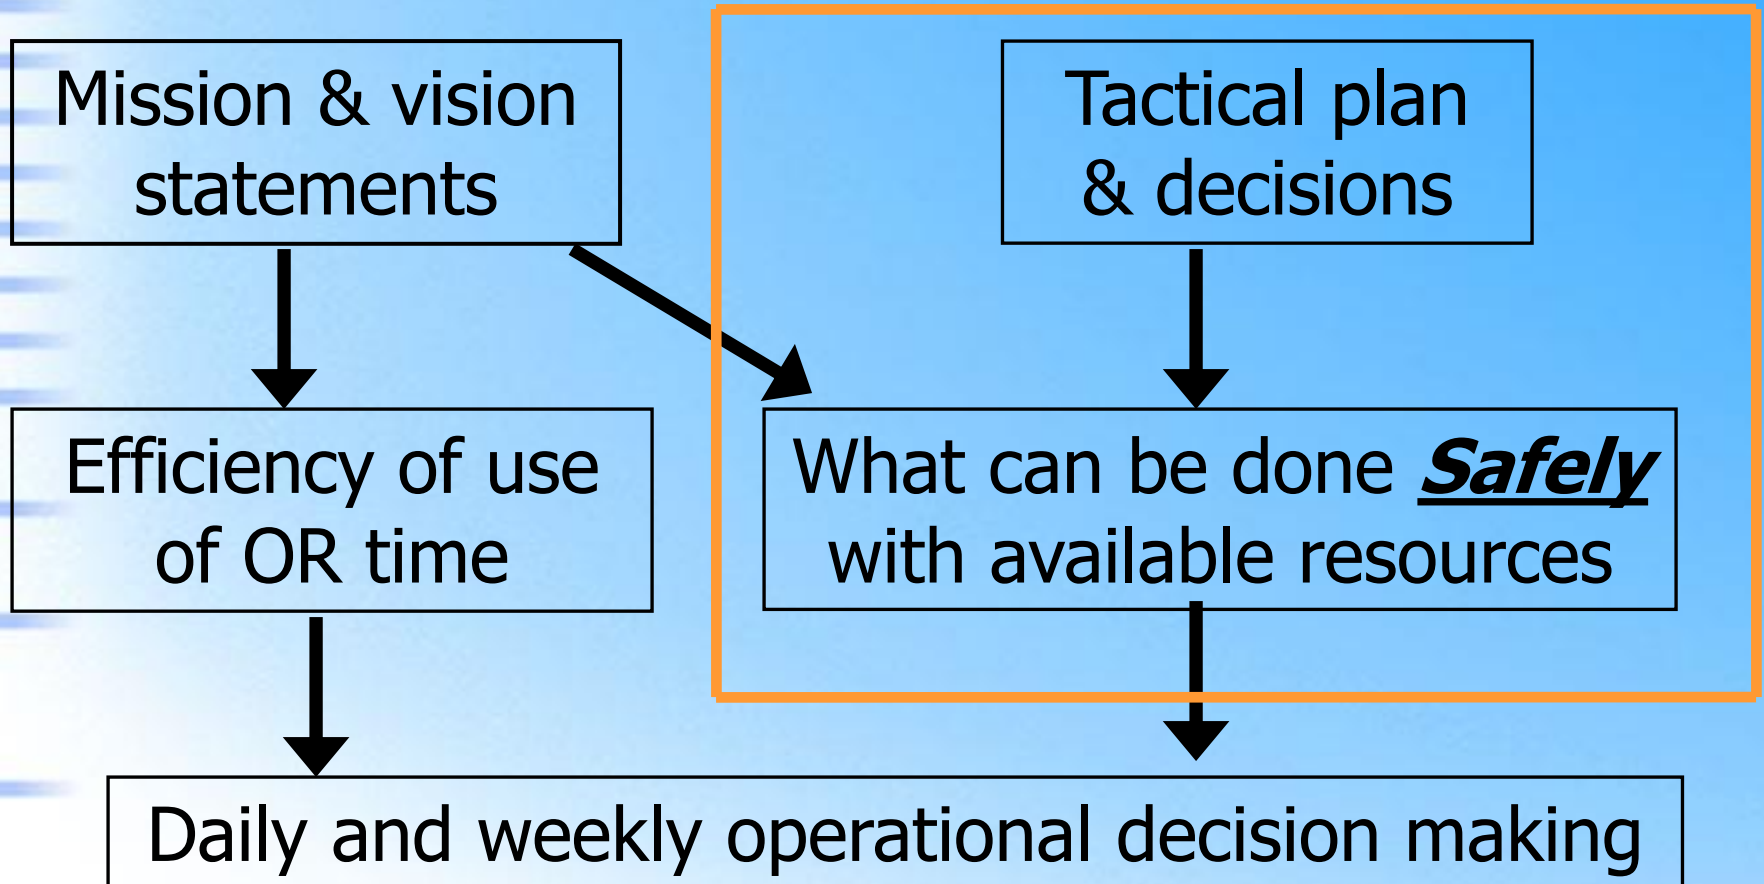 Mission & vision
statements
Tactical plan
& decisions
Efficiency of use
of OR time
What can be done Safely
with available resources
Daily and weekly operational decision making